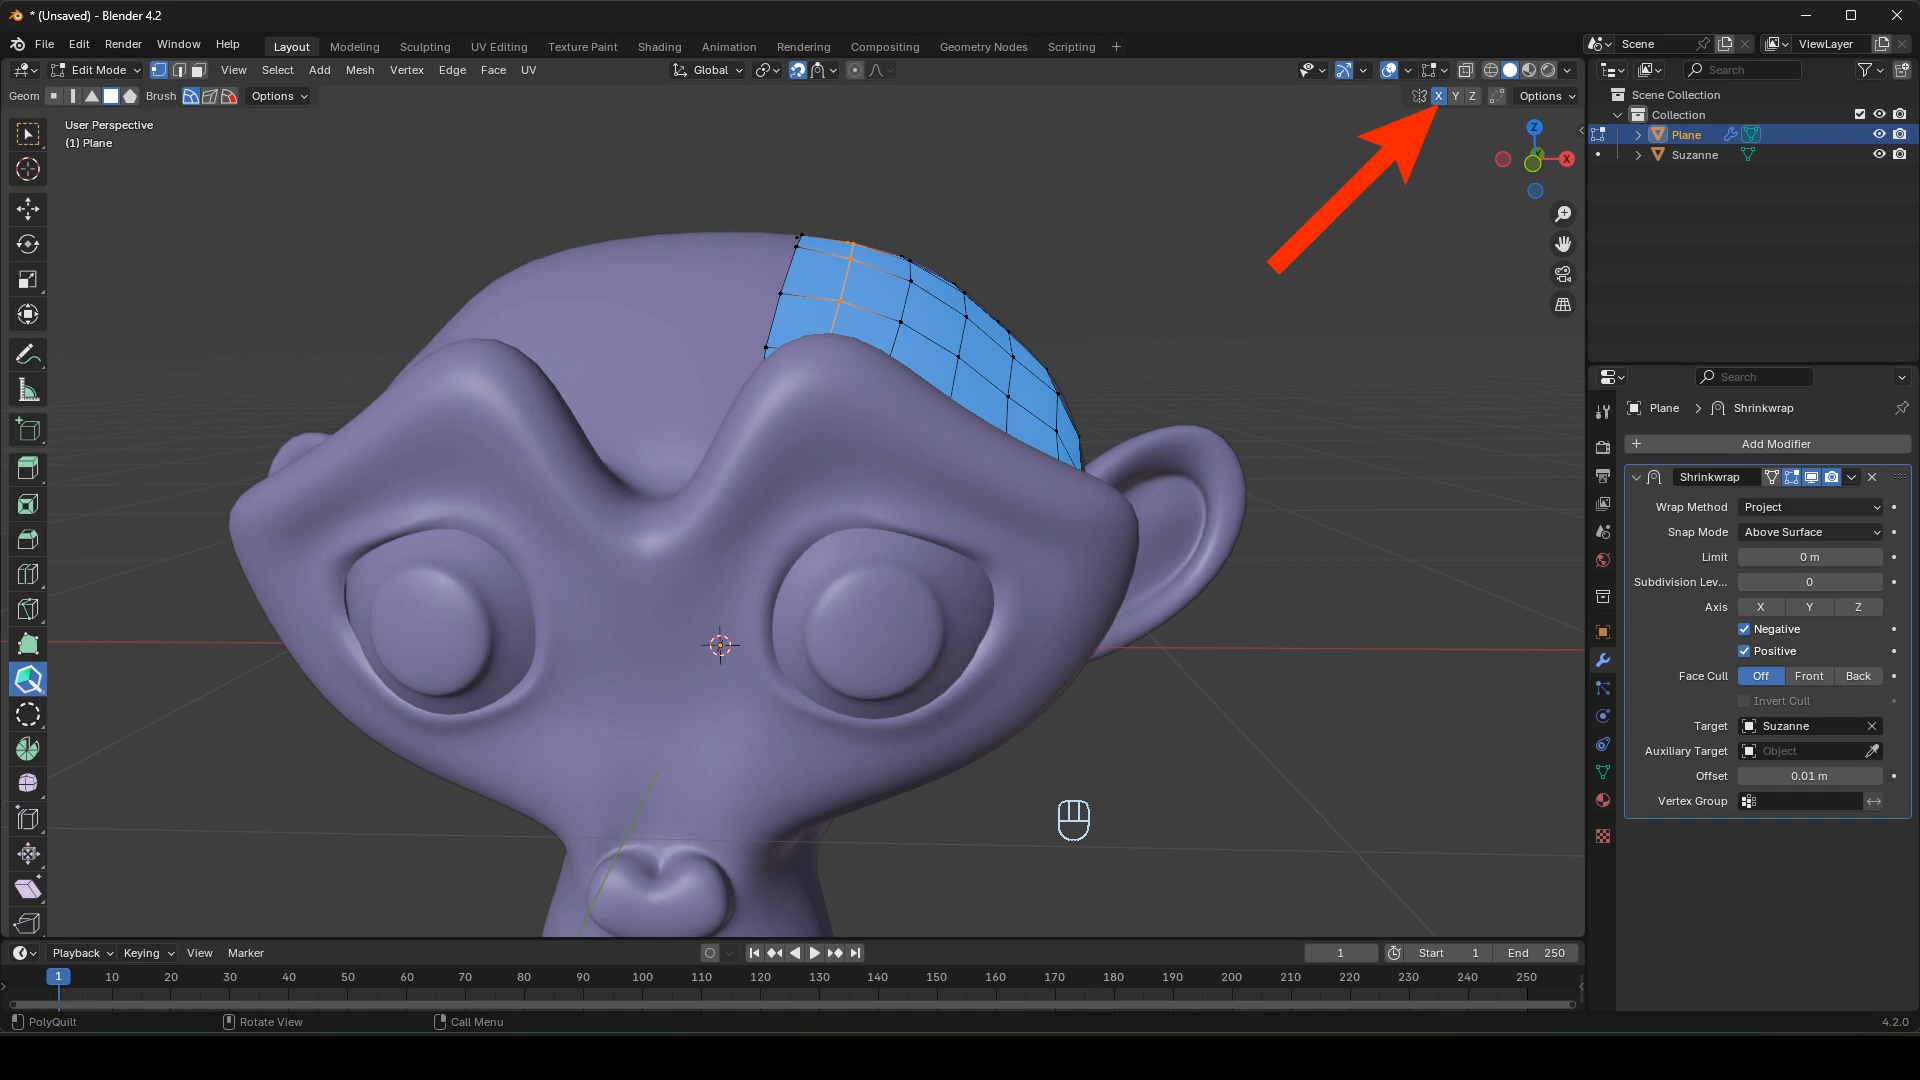 * (Unsaved) - Blender 4.2
File Edit Render Window Help Layout Modeling Sculpting UV Editing Texture Paint Shading Animation Rendering Compositing Geometry Nodes Scripting + Scene ViewLayer
Edit Mode View Select Add Mesh Vertex Edge Face UV Global Search
Geom Brush Options X Y Z Options
User Perspective
(1) Plane
Z
X
Scene Collection
Collection
Plane
Suzanne
Search
Plane > Shrinkwrap
+ Add Modifier
Shrinkwrap
Wrap Method Project
Snap Mode Above Surface
Limit 0 m
Subdivision Lev... 0
Axis X Y Z
Negative
Positive
Face Cull Off Front Back
Invert Cull
Target Suzanne
Auxiliary Target Object
Offset 0.01 m
Vertex Group
Playback Keying View Marker 1 Start 1 End 250
1 10 20 30 40 50 60 70 80 90 100 110 120 130 140 150 160 170 180 190 200 210 220 230 240 250
PolyQuilt Rotate View Call Menu 4.2.0